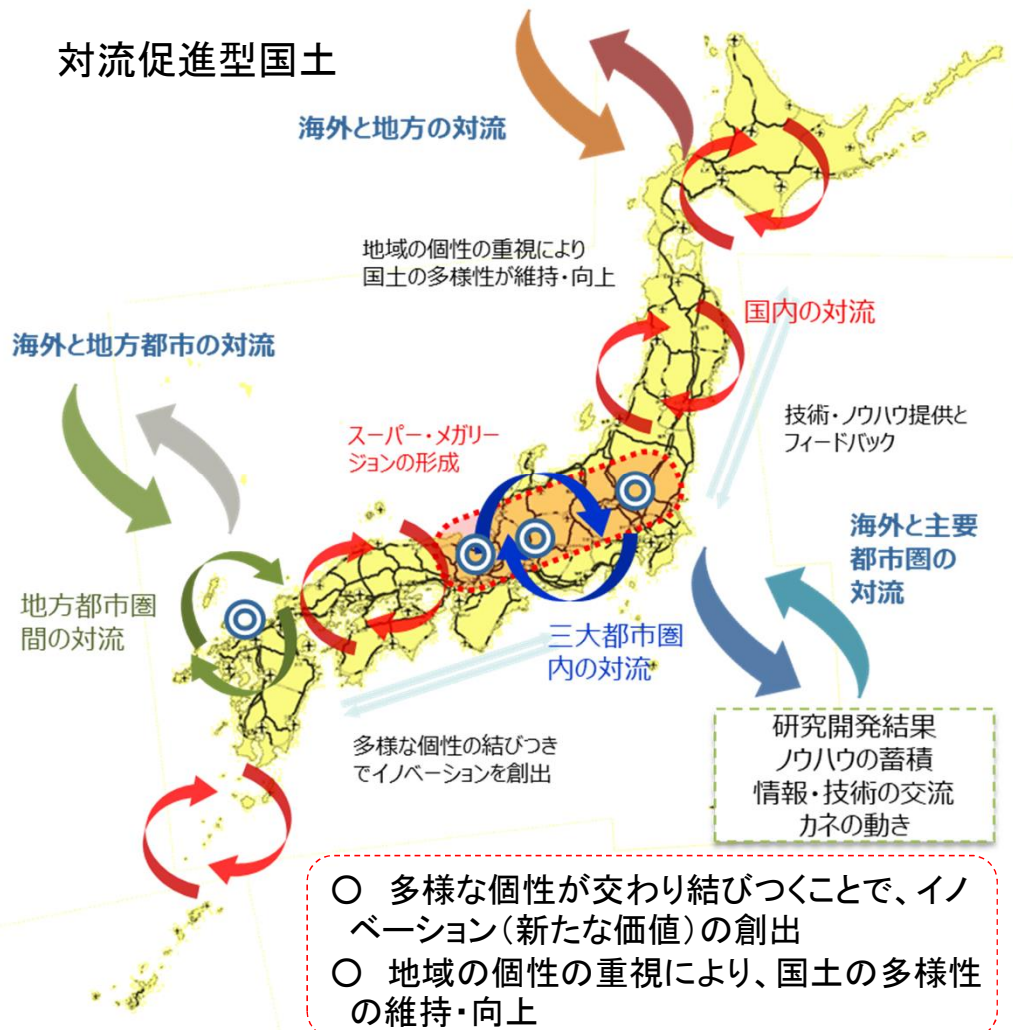 対流促進型国土
海外と地方の対流
地域の個性の重視により
国土の多様性が維持・向上
国内の対流
海外と地方都市の対流
技術・ノウハウ提供と
フィードバック
スーパー・メガリー
ジョンの形成
海外と主要
都市圏の
対流
地方都市圏
間の対流
三大都市圏
内の対流
多様な個性の結びつき
でイノベーションを創出
研究開発結果
ノウハウの蓄積
情報・技術の交流
カネの動き
○ 多様な個性が交わり結びつくことで、イノ
ベーション(新たな価値)の創出
○ 地域の個性の重視により、国土の多様性
の維持・向上